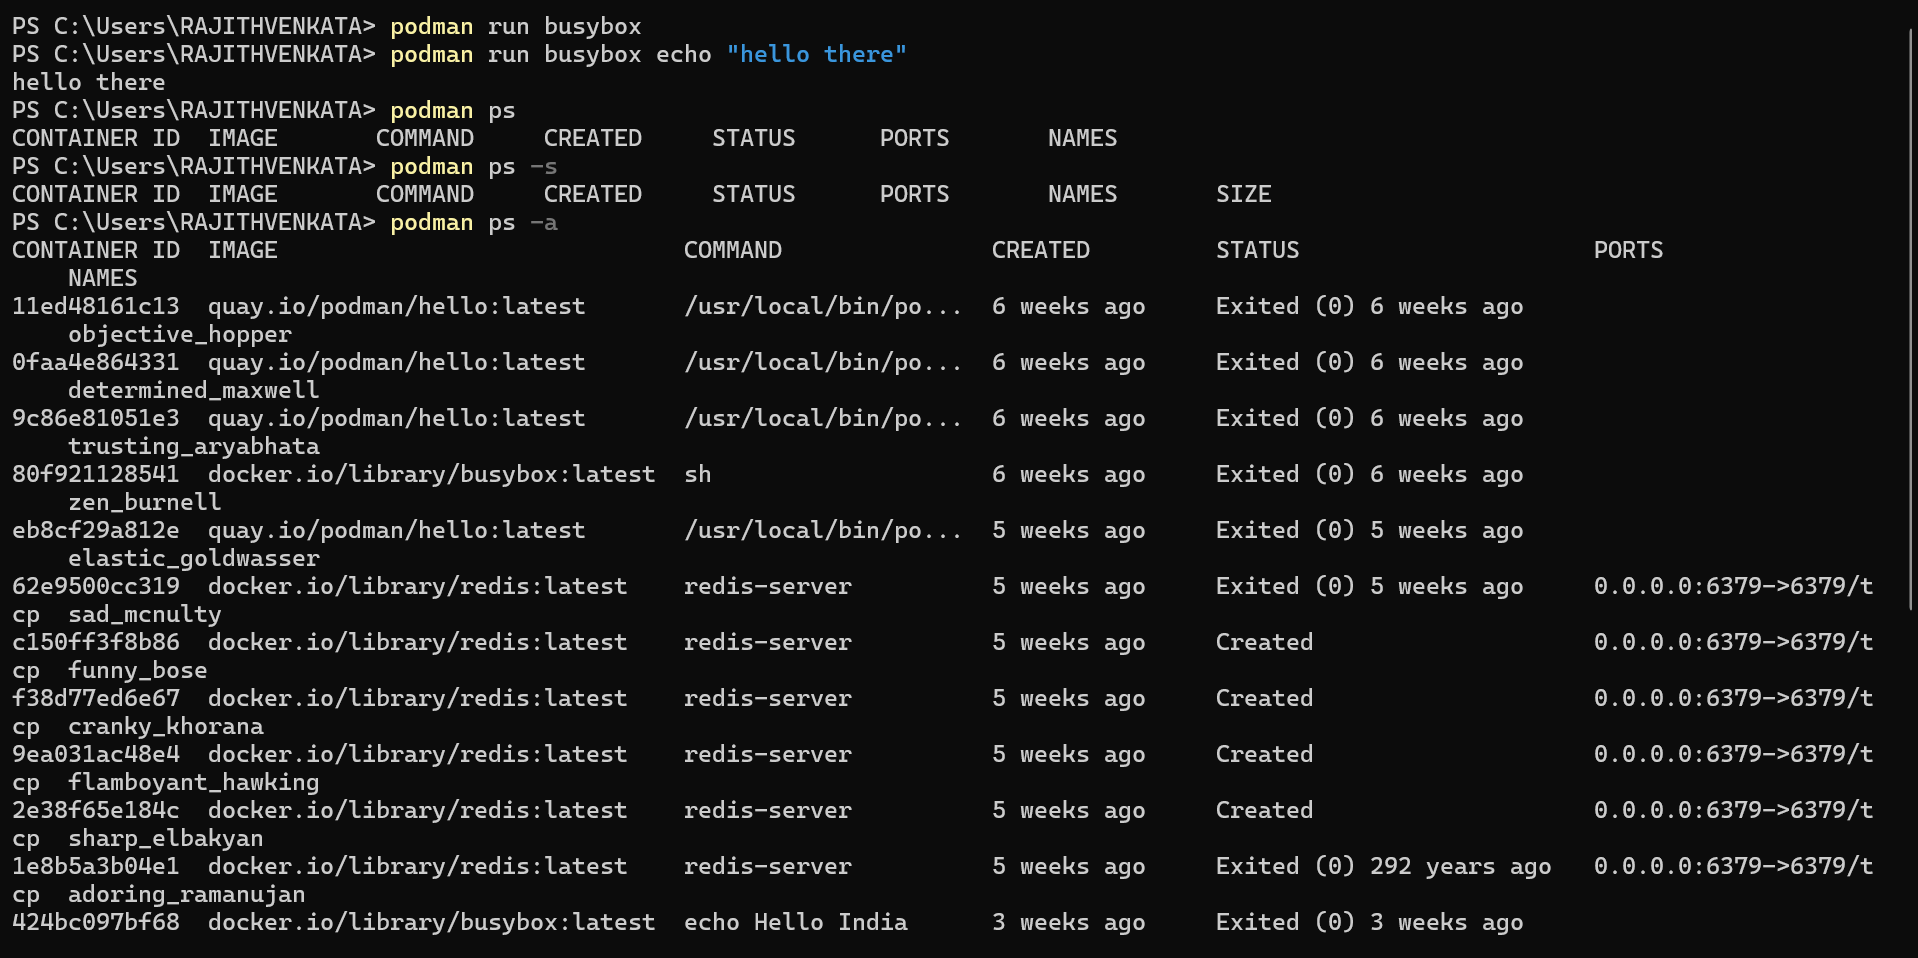 PS C:\Users\RAJITHVENKATA> podman run busybox
PS C:\Users\RAJITHVENKATA> podman run busybox echo "hello there"
hello there
PS C:\Users\RAJITHVENKATA> podman ps
CONTAINER ID  IMAGE       COMMAND     CREATED     STATUS      PORTS       NAMES
PS C:\Users\RAJITHVENKATA> podman ps -s
CONTAINER ID  IMAGE       COMMAND     CREATED     STATUS      PORTS       NAMES       SIZE
PS C:\Users\RAJITHVENKATA> podman ps -a
CONTAINER ID  IMAGE                             COMMAND               CREATED         STATUS                     PORTS
    NAMES
11ed48161c13  quay.io/podman/hello:latest       /usr/local/bin/po...  6 weeks ago     Exited (0) 6 weeks ago
    objective_hopper
0faa4e864331  quay.io/podman/hello:latest       /usr/local/bin/po...  6 weeks ago     Exited (0) 6 weeks ago
    determined_maxwell
9c86e81051e3  quay.io/podman/hello:latest       /usr/local/bin/po...  6 weeks ago     Exited (0) 6 weeks ago
    trusting_aryabhata
80f921128541  docker.io/library/busybox:latest  sh                    6 weeks ago     Exited (0) 6 weeks ago
    zen_burnell
eb8cf29a812e  quay.io/podman/hello:latest       /usr/local/bin/po...  5 weeks ago     Exited (0) 5 weeks ago
    elastic_goldwasser
62e9500cc319  docker.io/library/redis:latest    redis-server          5 weeks ago     Exited (0) 5 weeks ago     0.0.0.0:6379->6379/t
cp  sad_mcnulty
c150ff3f8b86  docker.io/library/redis:latest    redis-server          5 weeks ago     Created                    0.0.0.0:6379->6379/t
cp  funny_bose
f38d77ed6e67  docker.io/library/redis:latest    redis-server          5 weeks ago     Created                    0.0.0.0:6379->6379/t
cp  cranky_khorana
9ea031ac48e4  docker.io/library/redis:latest    redis-server          5 weeks ago     Created                    0.0.0.0:6379->6379/t
cp  flamboyant_hawking
2e38f65e184c  docker.io/library/redis:latest    redis-server          5 weeks ago     Created                    0.0.0.0:6379->6379/t
cp  sharp_elbakyan
1e8b5a3b04e1  docker.io/library/redis:latest    redis-server          5 weeks ago     Exited (0) 292 years ago   0.0.0.0:6379->6379/t
cp  adoring_ramanujan
424bc097bf68  docker.io/library/busybox:latest  echo Hello India      3 weeks ago     Exited (0) 3 weeks ago